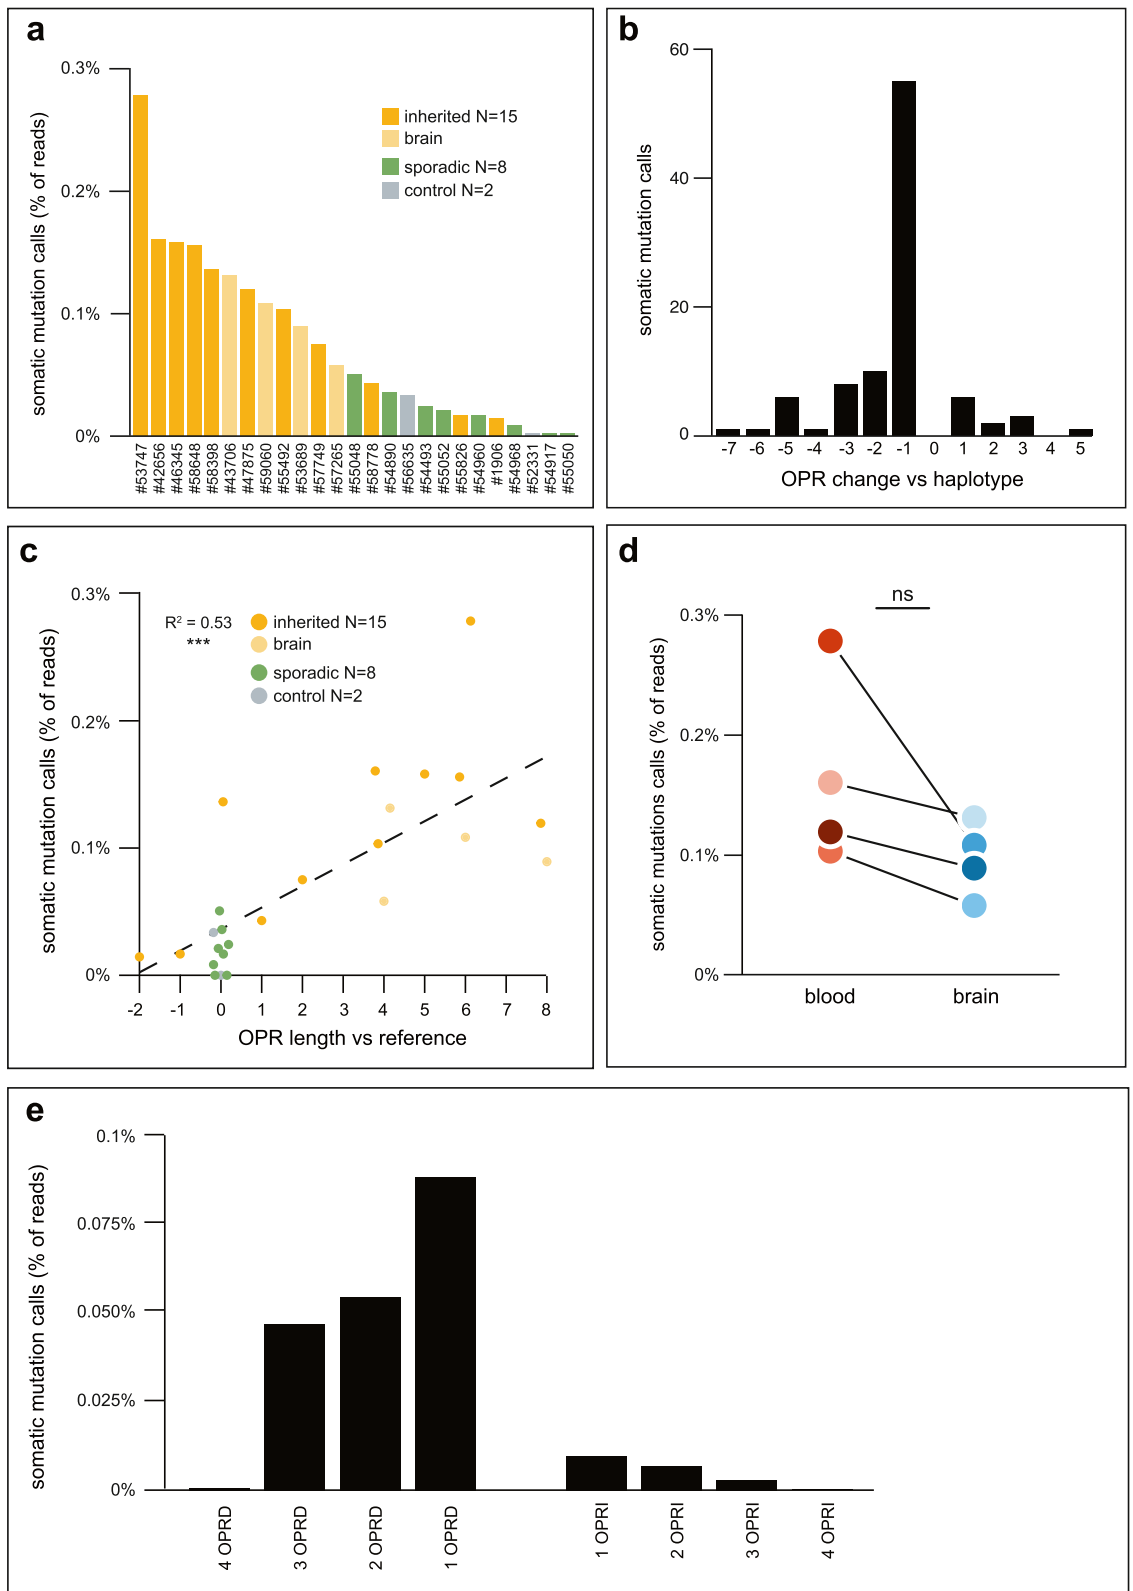 a
somatic mutation calls (% of reads)
0.3%
0.2%
0.1%
0%
inherited N=15
brain
sporadic N=8
control N=2
#53747
#42656
#46345
#58648
#58398
#43706
#47875
#59060
#55492
#53689
#57749
#57265
#55048
#58778
#54890
#56635
#54493
#55052
#55826
#54960
#1906
#54968
#52331
#54917
#55050
b
somatic mutation calls
60
40
20
0
-7 -6 -5 -4 -3 -2 -1 0 1 2 3 4 5
OPR change vs haplotype
c
somatic mutation calls (% of reads)
0.3%
0.2%
0.1%
0%
R² = 0.53
***
inherited N=15
brain
sporadic N=8
control N=2
-2 -1 0 1 2 3 4 5 6 7 8
OPR length vs reference
d
somatic mutations calls (% of reads)
ns
0.3%
0.2%
0.1%
0%
blood brain
e
somatic mutation calls (% of reads)
0.1%
0.075%
0.050%
0.025%
0%
4 OPRD
3 OPRD
2 OPRD
1 OPRD
1 OPRI
2 OPRI
3 OPRI
4 OPRI